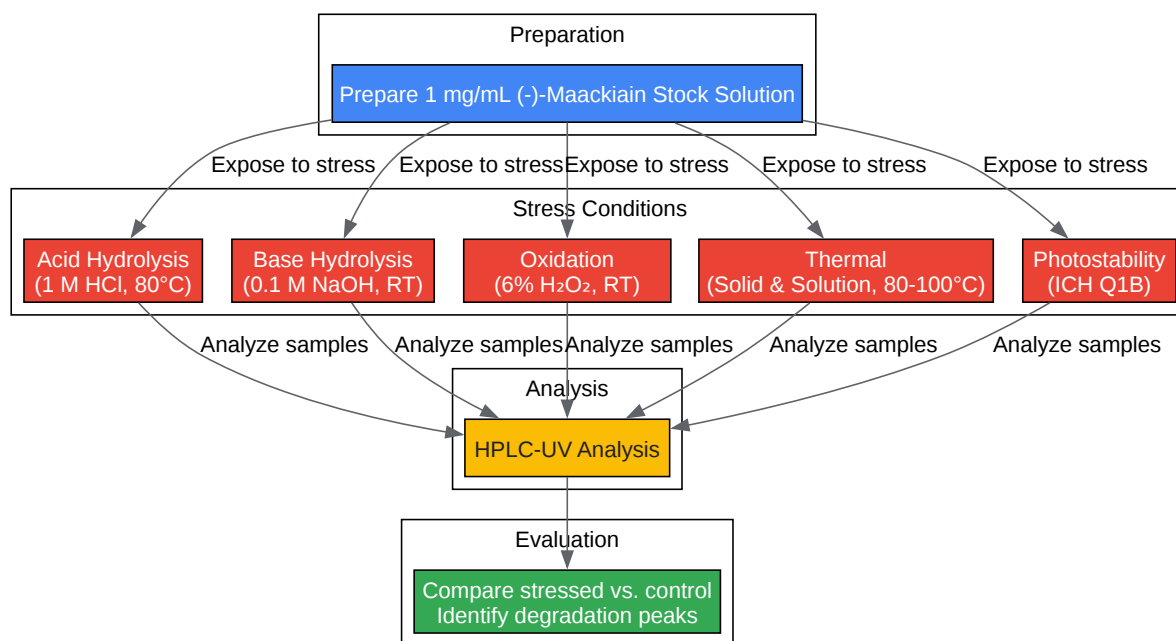 Preparation
Prepare 1 mg/mL (-)-Maackiain Stock Solution
Expose to stress Expose to stress Expose to stress Expose to stress Expose to stress
Stress Conditions
Acid Hydrolysis
(1 M HCl, 80°C)
Base Hydrolysis
(0.1 M NaOH, RT)
Oxidation
(6% H₂O₂, RT)
Thermal
(Solid & Solution, 80-100°C)
Photostability
(ICH Q1B)
Analyze samples Analyze samples Analyze samples Analyze samples Analyze samples
Analysis
HPLC-UV Analysis
Evaluation
Compare stressed vs. control
Identify degradation peaks